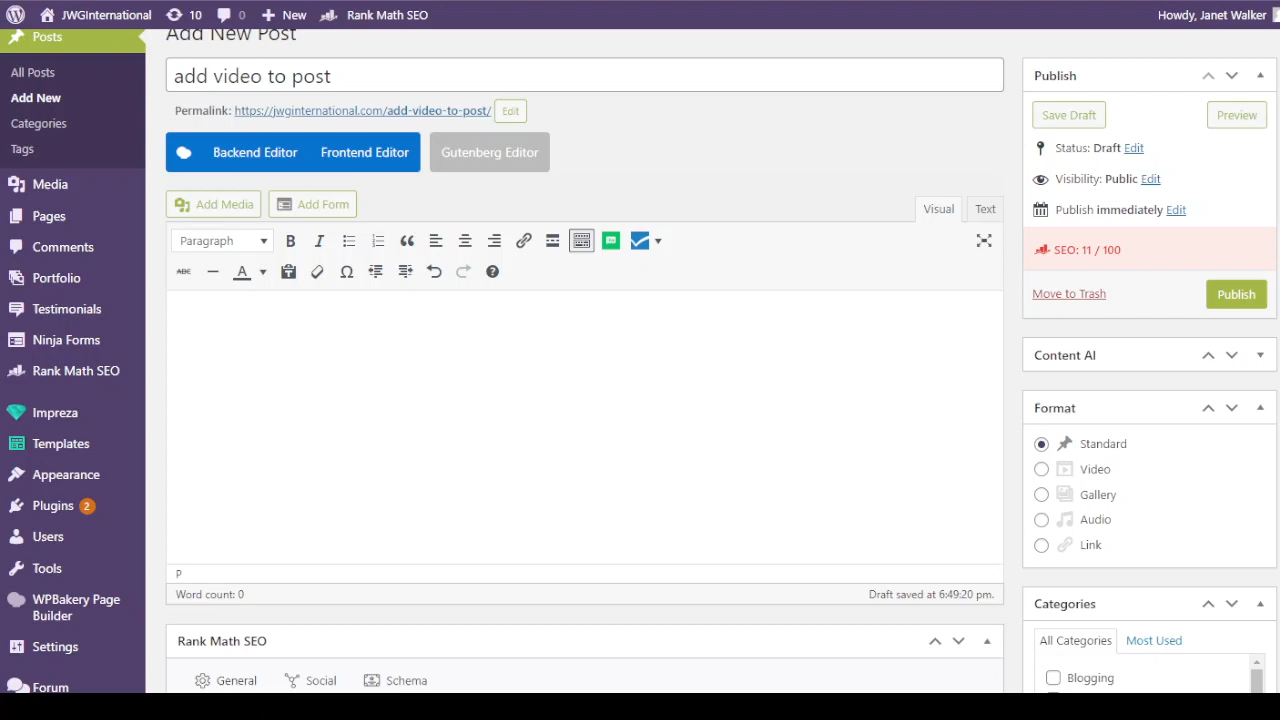 JWGInternational 10 0 New Rank Math SEO Howdy, Janet Walker
Posts
All Posts
Add New
Categories
Tags
Media
Pages
Comments
Portfolio
Testimonials
Ninja Forms
Rank Math SEO
Impreza
Templates
Appearance
Plugins 2
Users
Tools
WPBakery Page
Builder
Settings
Forum
Add New Post
add video to post
Permalink: https://jwginternational.com/add-video-to-post/ Edit
Backend Editor Frontend Editor Gutenberg Editor
Add Media Add Form Visual Text
Paragraph B I
ABC A
P
Word count: 0 Draft saved at 6:49:20 pm.
Rank Math SEO
General Social Schema
Publish
Save Draft Preview
Status: Draft Edit
Visibility: Public Edit
Publish immediately Edit
SEO: 11 / 100
Move to Trash Publish
Content AI
Format
Standard
Video
Gallery
Audio
Link
Categories
All Categories Most Used
Blogging